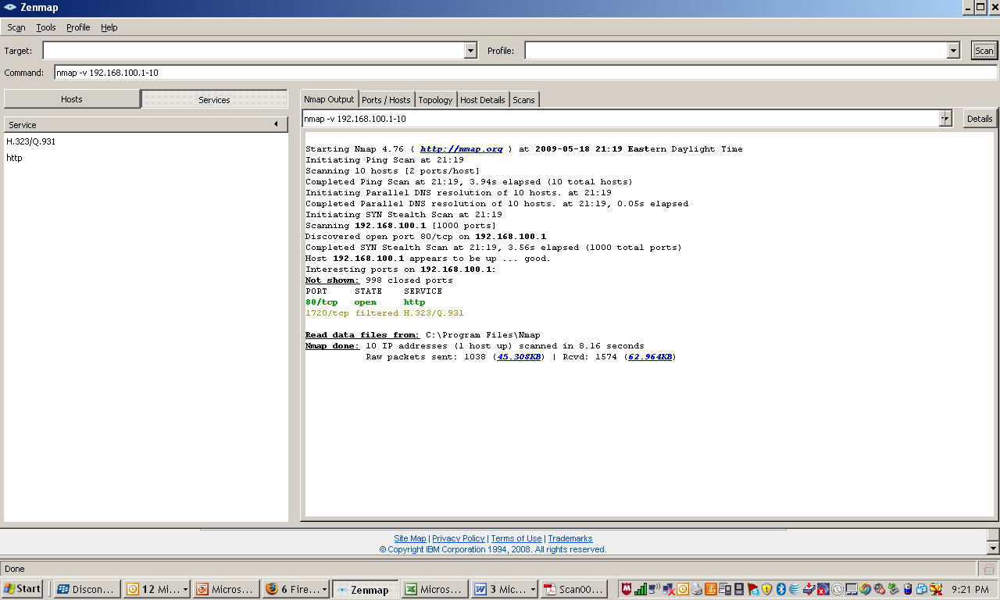 Zenmap
Scan Tools Profile Help
Target: Profile: Scan
Command: nmap -v 192.168.100.1-10
Hosts Services
Nmap Output Ports / Hosts Topology Host Details Scans
Service
nmap -v 192.168.100.1-10 Details
H.323/Q.931
http
Starting Nmap 4.76 ( http://nmap.org ) at 2009-05-18 21:19 Eastern Daylight Time
Initiating Ping Scan at 21:19
Scanning 10 hosts [2 ports/host]
Completed Ping Scan at 21:19, 3.94s elapsed (10 total hosts)
Initiating Parallel DNS resolution of 10 hosts. at 21:19
Completed Parallel DNS resolution of 10 hosts. at 21:19, 0.05s elapsed
Initiating SYN Stealth Scan at 21:19
Scanning 192.168.100.1 [1000 ports]
Discovered open port 80/tcp on 192.168.100.1
Completed SYN Stealth Scan at 21:19, 3.56s elapsed (1000 total ports)
Host 192.168.100.1 appears to be up ... good.
Interesting ports on 192.168.100.1:
Not shown: 998 closed ports
PORT STATE SERVICE
80/tcp open http
1720/tcp filtered H.323/Q.931
Read data files from: C:\Program Files\Nmap
Nmap done: 10 IP addresses (1 host up) scanned in 8.16 seconds
Raw packets sent: 1038 (45.308KB) | Rcvd: 1574 (62.964KB)
Site Map | Privacy Policy | Terms of Use | Trademarks
© Copyright IBM Corporation 1994, 2008. All rights reserved.
Done
Start Discon... 12 Mi... Micros... 6 Fire... Zenmap Micros... 3 Mic... Scan00... 9:21 PM